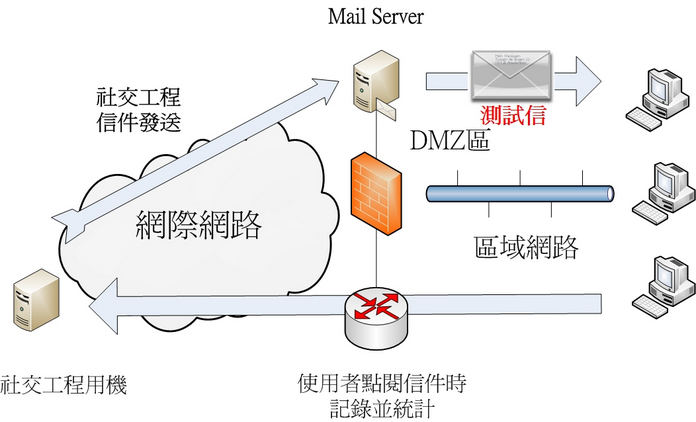 Mail Server
社交工程
信件發送
測試信
DMZ區
網際網路
區域網路
社交工程用機
使用者點閱信件時
記錄並統計